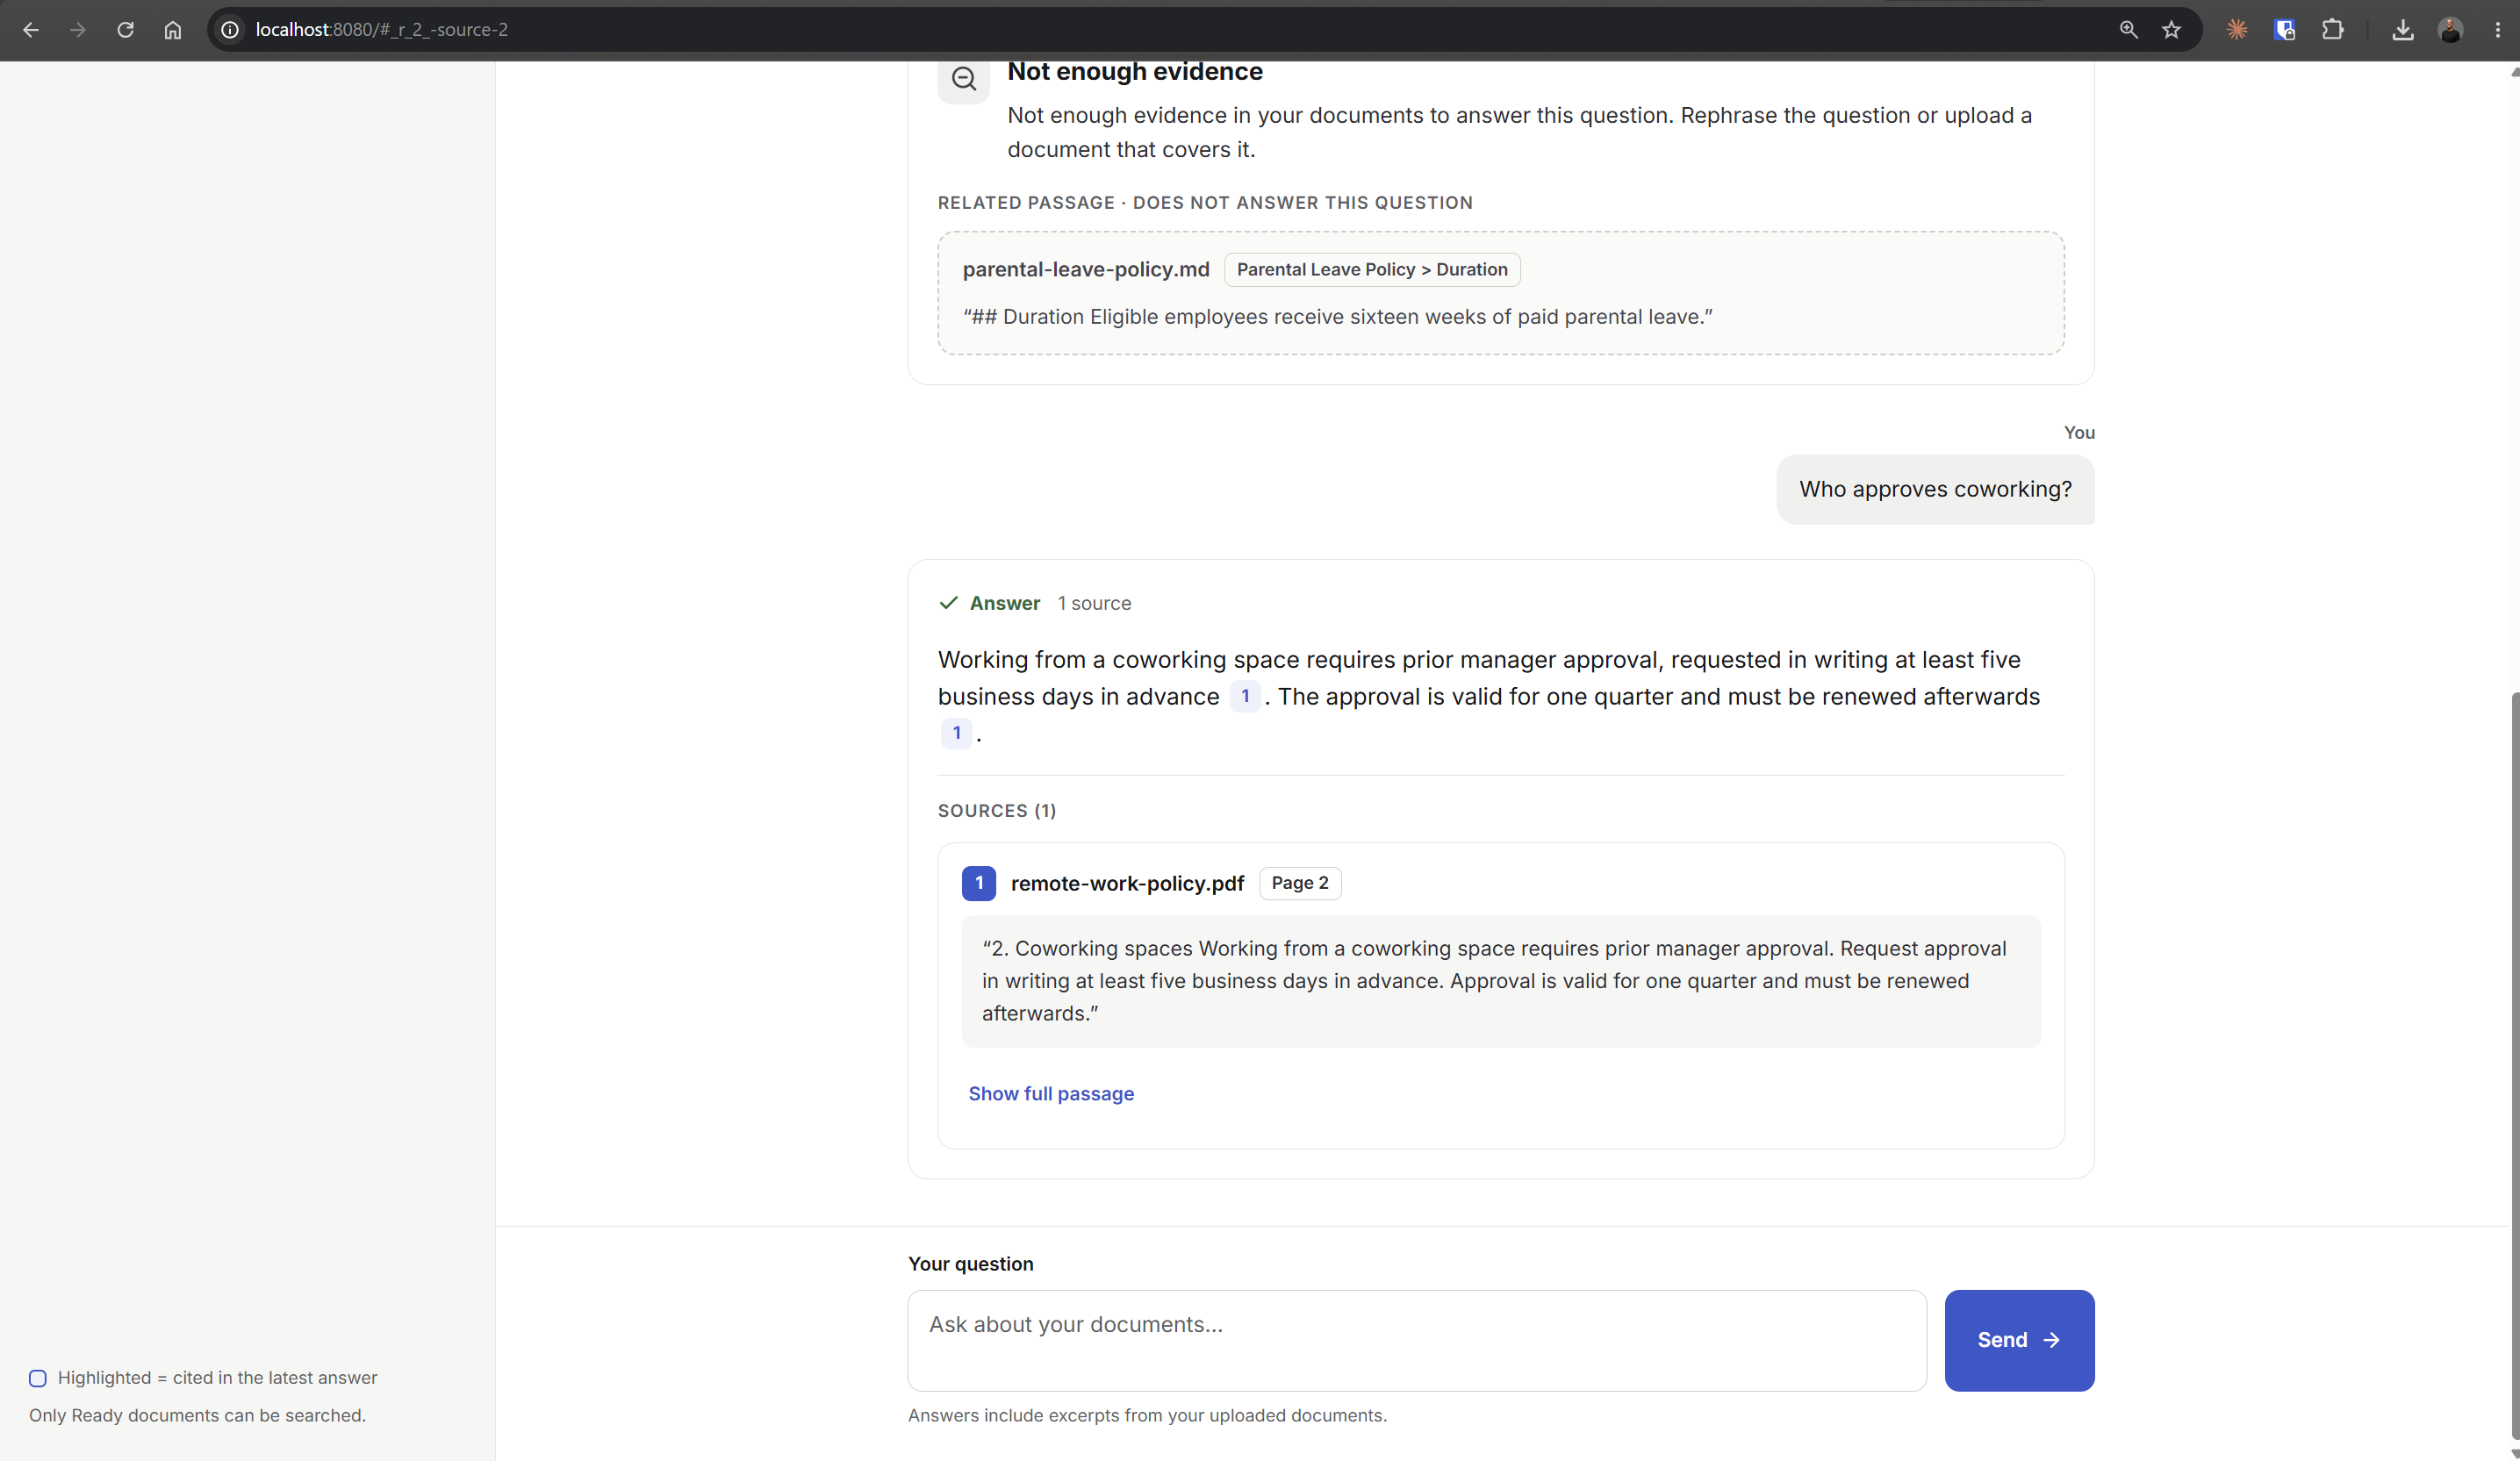 localhost:8080/#_r_2_-source-2
Not enough evidence
Not enough evidence in your documents to answer this question. Rephrase the question or upload a
document that covers it.
RELATED PASSAGE · DOES NOT ANSWER THIS QUESTION
parental-leave-policy.md Parental Leave Policy > Duration
“## Duration Eligible employees receive sixteen weeks of paid parental leave.”
You
Who approves coworking?
Answer 1 source
Working from a coworking space requires prior manager approval, requested in writing at least five
business days in advance 1 . The approval is valid for one quarter and must be renewed afterwards
1 .
SOURCES (1)
1 remote-work-policy.pdf Page 2
“2. Coworking spaces Working from a coworking space requires prior manager approval. Request approval
in writing at least five business days in advance. Approval is valid for one quarter and must be renewed
afterwards.”
Show full passage
Your question
Ask about your documents...
Send
Answers include excerpts from your uploaded documents.
Highlighted = cited in the latest answer
Only Ready documents can be searched.